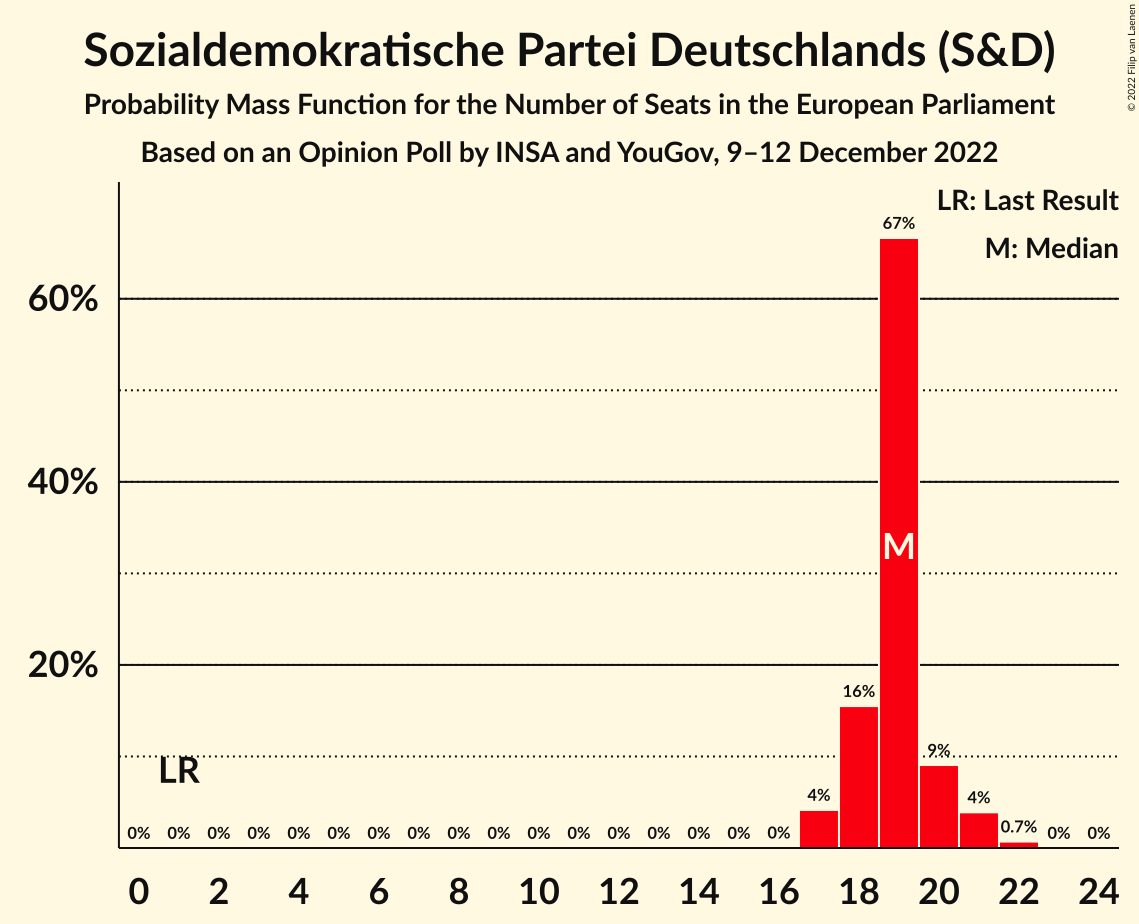 Sozialdemokratische Partei Deutschlands (S&D)
Probability Mass Function for the Number of Seats in the European Parliament
Based on an Opinion Poll by INSA and YouGov, 9–12 December 2022
© 2022 Filip van Laenen
LR: Last Result
M: Median
60%
40%
20%
67%
M
16%
9%
LR
4%
4%
0.7%
0% 0% 0% 0% 0% 0% 0% 0% 0% 0% 0% 0% 0% 0% 0% 0% 0% 0% 0%
0 2 4 6 8 10 12 14 16 18 20 22 24